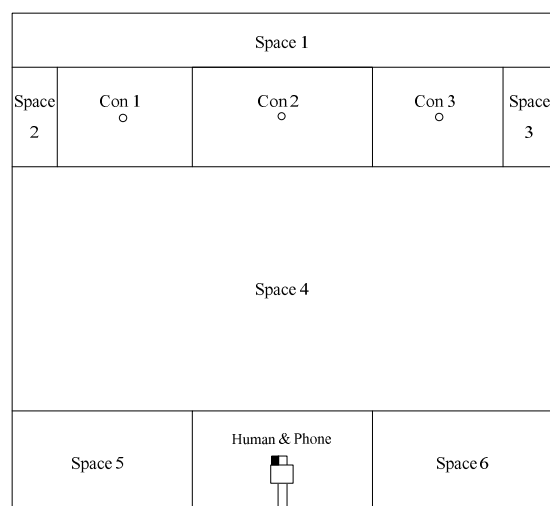 Space 1
Space
2
Con 1
Con 2
Con 3
Space
3
Space 4
Space 5
Human & Phone
Space 6